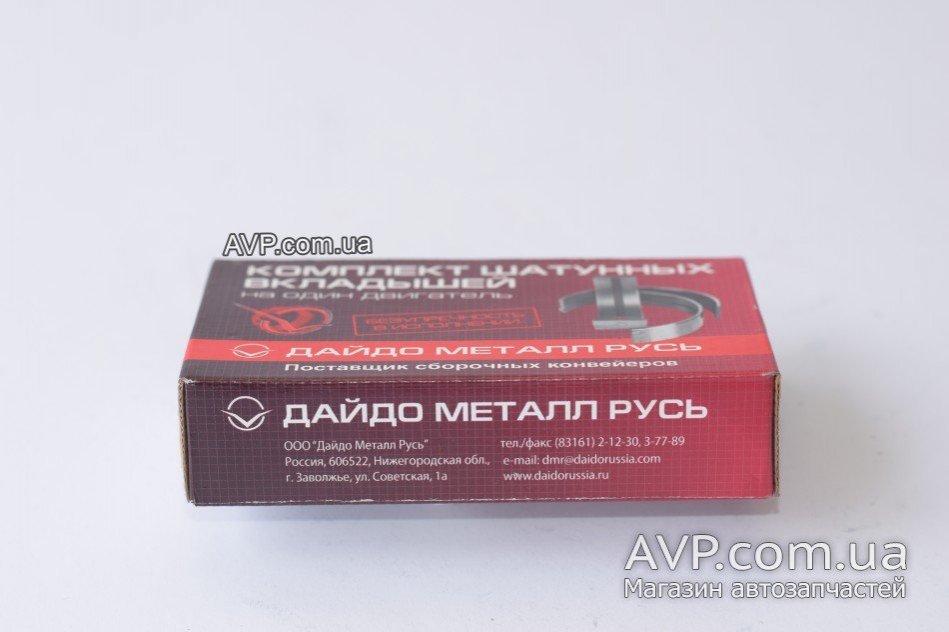 AVP.com.ua
КОМПЛЕКТ ШАТУННЫХ
ВКЛАДЫШЕЙ
на один двигатель
БЕЗУПРЕЧНОСТЬ
В ИСПОЛНЕНИИ
ДАЙДО МЕТАЛЛ РУСЬ
Поставщик сборочных конвейеров
ДАЙДО МЕТАЛЛ РУСЬ
ООО "Дайдо Металл Русь"
Россия, 606522, Нижегородская обл.,
г. Заволжье, ул. Советская, 1а
тел./факс (83161) 2-12-30, 3-77-89
e-mail: dmr@daidorussia.com
www.daidorussia.ru
AVP.com.ua
Магазин автозапчастей